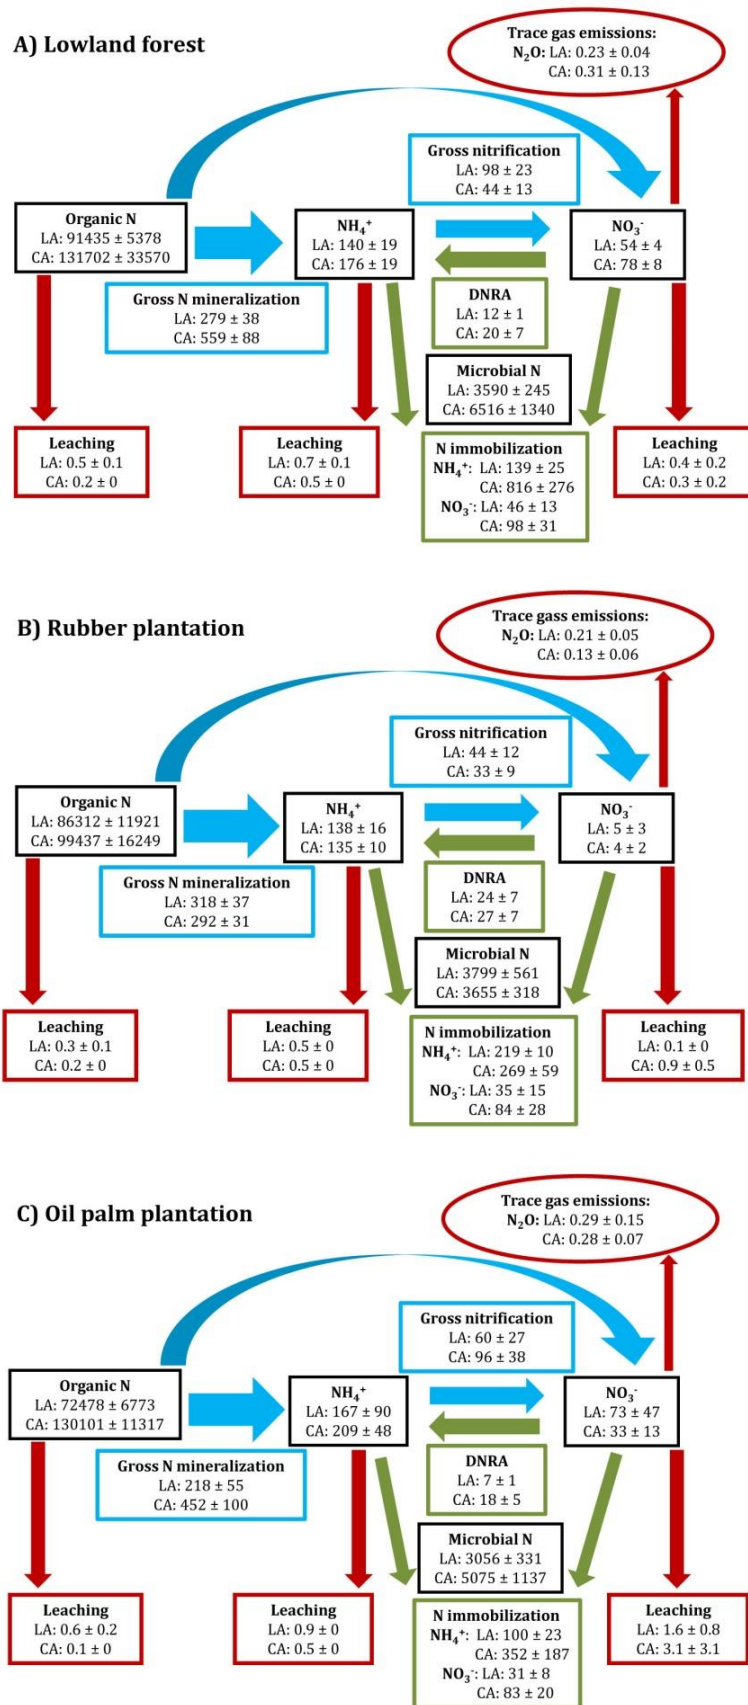 A) Lowland forest
Trace gas emissions:
N₂O: LA: 0.23 ± 0.04
CA: 0.31 ± 0.13
Gross nitrification
LA: 98 ± 23
CA: 44 ± 13
Organic N
LA: 91435 ± 5378
CA: 131702 ± 33570
NH₄⁺
LA: 140 ± 19
CA: 176 ± 19
NO₃⁻
LA: 54 ± 4
CA: 78 ± 8
Gross N mineralization
LA: 279 ± 38
CA: 559 ± 88
DNRA
LA: 12 ± 1
CA: 20 ± 7
Microbial N
LA: 3590 ± 245
CA: 6516 ± 1340
Leaching
LA: 0.5 ± 0.1
CA: 0.2 ± 0
Leaching
LA: 0.7 ± 0.1
CA: 0.5 ± 0
N immobilization
NH₄⁺: LA: 139 ± 25
CA: 816 ± 276
NO₃⁻: LA: 46 ± 13
CA: 98 ± 31
Leaching
LA: 0.4 ± 0.2
CA: 0.3 ± 0.2
B) Rubber plantation
Trace gass emissions:
N₂O: LA: 0.21 ± 0.05
CA: 0.13 ± 0.06
Gross nitrification
LA: 44 ± 12
CA: 33 ± 9
Organic N
LA: 86312 ± 11921
CA: 99437 ± 16249
NH₄⁺
LA: 138 ± 16
CA: 135 ± 10
NO₃⁻
LA: 5 ± 3
CA: 4 ± 2
Gross N mineralization
LA: 318 ± 37
CA: 292 ± 31
DNRA
LA: 24 ± 7
CA: 27 ± 7
Microbial N
LA: 3799 ± 561
CA: 3655 ± 318
Leaching
LA: 0.3 ± 0.1
CA: 0.2 ± 0
Leaching
LA: 0.5 ± 0
CA: 0.5 ± 0
N immobilization
NH₄⁺: LA: 219 ± 10
CA: 269 ± 59
NO₃⁻: LA: 35 ± 15
CA: 84 ± 28
Leaching
LA: 0.1 ± 0
CA: 0.9 ± 0.5
C) Oil palm plantation
Trace gas emissions:
N₂O: LA: 0.29 ± 0.15
CA: 0.28 ± 0.07
Gross nitrification
LA: 60 ± 27
CA: 96 ± 38
Organic N
LA: 72478 ± 6773
CA: 130101 ± 11317
NH₄⁺
LA: 167 ± 90
CA: 209 ± 48
NO₃⁻
LA: 73 ± 47
CA: 33 ± 13
Gross N mineralization
LA: 218 ± 55
CA: 452 ± 100
DNRA
LA: 7 ± 1
CA: 18 ± 5
Microbial N
LA: 3056 ± 331
CA: 5075 ± 1137
Leaching
LA: 0.6 ± 0.2
CA: 0.1 ± 0
Leaching
LA: 0.9 ± 0
CA: 0.5 ± 0
N immobilization
NH₄⁺: LA: 100 ± 23
CA: 352 ± 187
NO₃⁻: LA: 31 ± 8
CA: 83 ± 20
Leaching
LA: 1.6 ± 0.8
CA: 3.1 ± 3.1